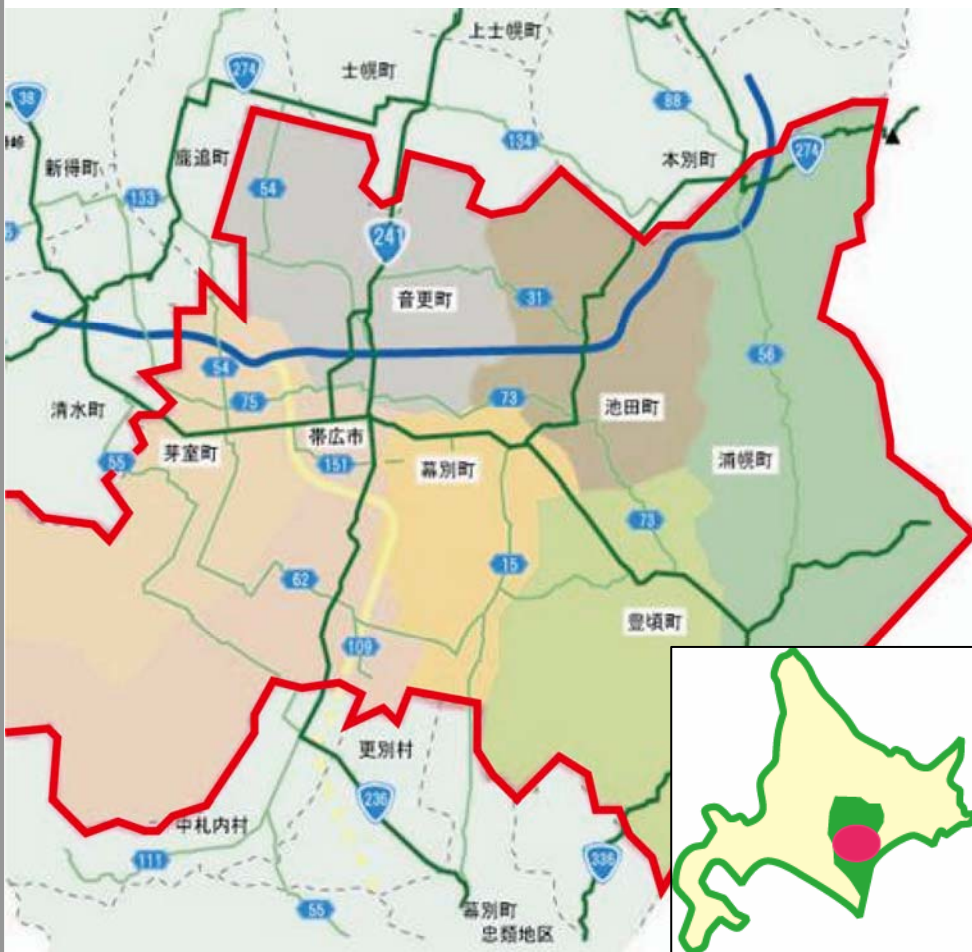 上士幌町
士幌町
274
88
38
134
本別町
274
鹿追町
新得町
54
133
241
音更町
31
56
54
清水町
75
73
池田町
帯広市
芽室町
151
幕別町
浦幌町
55
73
15
62
豊頃町
109
更別村
236
中札内村
111
336
55
幕別町
忠類地区